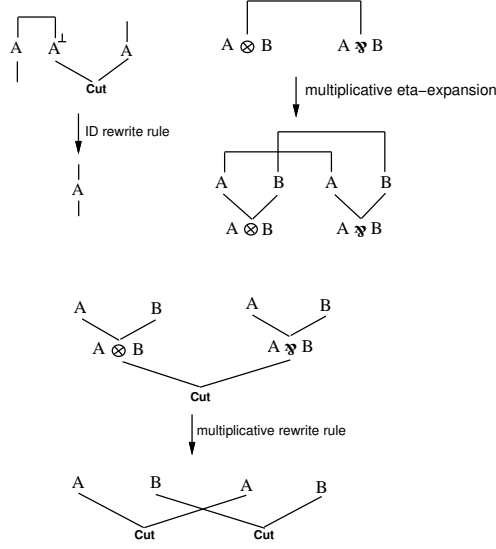 A A⊥ A
Cut
ID rewrite rule
A
A ⊗ B A ⅋ B
multiplicative eta−expansion
A B A B
A ⊗ B A ⅋ B
A B A B
A ⊗ B A ⅋ B
Cut
multiplicative rewrite rule
A B A B
Cut Cut